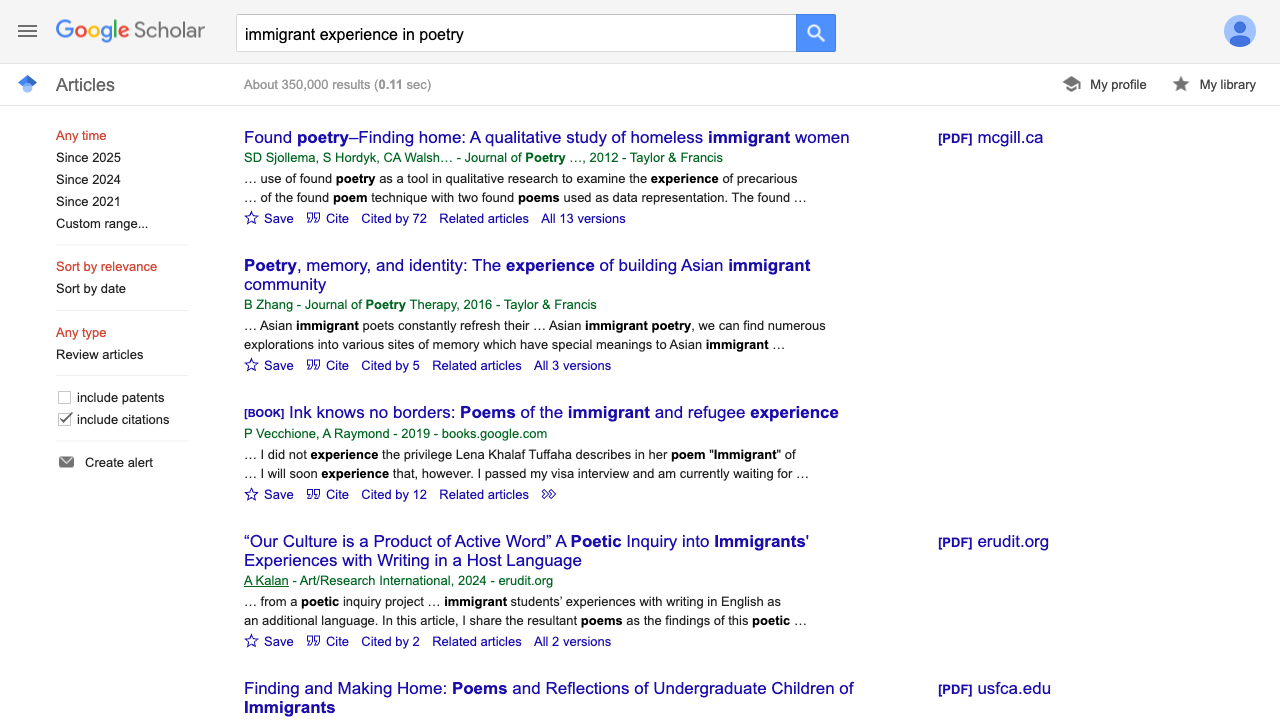 Google Scholar
immigrant experience in poetry
Articles
About 350,000 results (0.11 sec)
My profile
My library
Any time
Since 2025
Since 2024
Since 2021
Custom range...
Sort by relevance
Sort by date
Any type
Review articles
include patents
include citations
Create alert
Found poetry–Finding home: A qualitative study of homeless immigrant women
[PDF] mcgill.ca
SD Sjollema, S Hordyk, CA Walsh… - Journal of Poetry …, 2012 - Taylor & Francis
… use of found poetry as a tool in qualitative research to examine the experience of precarious
… of the found poem technique with two found poems used as data representation. The found …
Save Cite Cited by 72 Related articles All 13 versions
Poetry, memory, and identity: The experience of building Asian immigrant
community
B Zhang - Journal of Poetry Therapy, 2016 - Taylor & Francis
… Asian immigrant poets constantly refresh their … Asian immigrant poetry, we can find numerous
explorations into various sites of memory which have special meanings to Asian immigrant …
Save Cite Cited by 5 Related articles All 3 versions
[BOOK] Ink knows no borders: Poems of the immigrant and refugee experience
P Vecchione, A Raymond - 2019 - books.google.com
… I did not experience the privilege Lena Khalaf Tuffaha describes in her poem "Immigrant" of
… I will soon experience that, however. I passed my visa interview and am currently waiting for …
Save Cite Cited by 12 Related articles
“Our Culture is a Product of Active Word” A Poetic Inquiry into Immigrants'
Experiences with Writing in a Host Language
[PDF] erudit.org
A Kalan - Art/Research International, 2024 - erudit.org
… from a poetic inquiry project … immigrant students’ experiences with writing in English as
an additional language. In this article, I share the resultant poems as the findings of this poetic …
Save Cite Cited by 2 Related articles All 2 versions
Finding and Making Home: Poems and Reflections of Undergraduate Children of
Immigrants
[PDF] usfca.edu